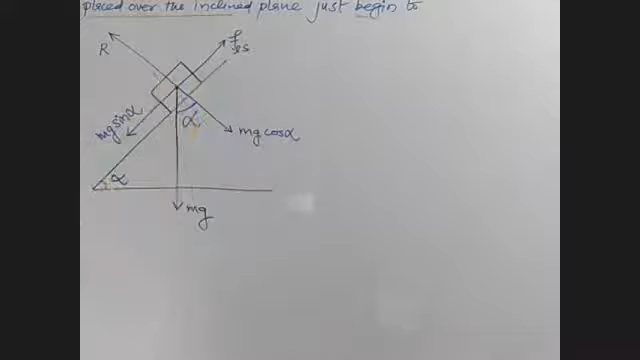 placed over the inclined plane just begin to
R
fs
mg sinα
α
mg cosα
α
mg